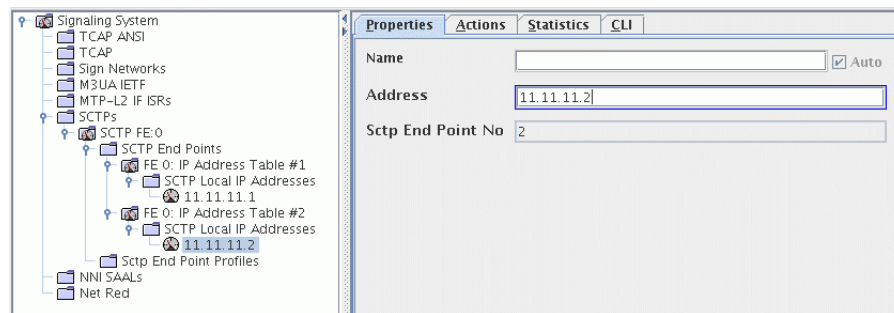 Signaling System
TCAP ANSI
TCAP
Sign Networks
M3UA IETF
MTP-L2 IF ISRs
SCTPs
SCTP FE:0
SCTP End Points
FE 0: IP Address Table #1
SCTP Local IP Addresses
11.11.11.1
FE 0: IP Address Table #2
SCTP Local IP Addresses
11.11.11.2
Sctp End Point Profiles
NNI SAALs
Net Red
Properties Actions Statistics CLI
Name Auto
Address 11.11.11.2
Sctp End Point No 2